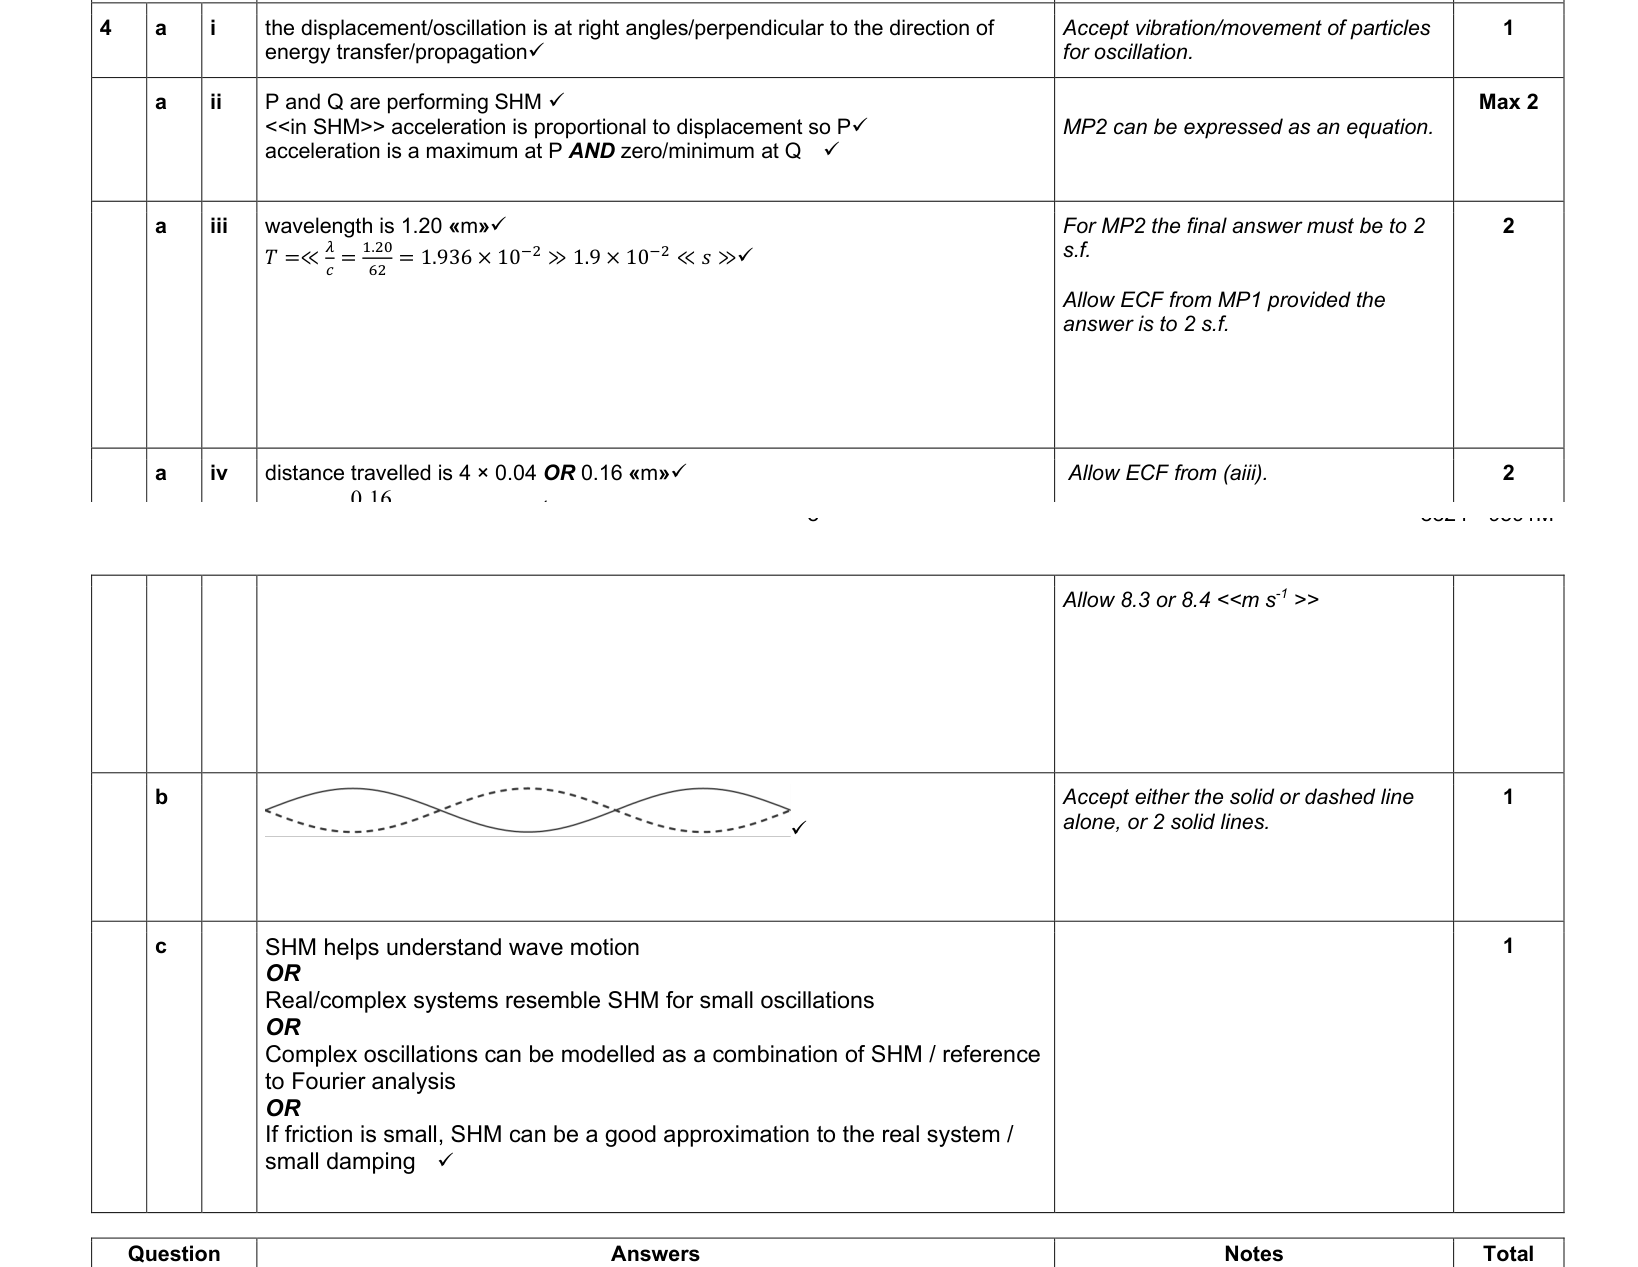 4 a i the displacement/oscillation is at right angles/perpendicular to the direction of Accept vibration/movement of particles 1
energy transfer/propagation✓ for oscillation.
a ii P and Q are performing SHM ✓ Max 2
<<in SHM>> acceleration is proportional to displacement so P✓ MP2 can be expressed as an equation.
acceleration is a maximum at P AND zero/minimum at Q ✓
a iii wavelength is 1.20 «m»✓ For MP2 the final answer must be to 2 2
s.f.
T =≪ λ/c = 1.20/62 = 1.936 × 10⁻² ≫ 1.9 × 10⁻² ≪ s ≫✓
Allow ECF from MP1 provided the
answer is to 2 s.f.
a iv distance travelled is 4 × 0.04 OR 0.16 «m»✓ Allow ECF from (aiii). 2
0.16
Allow 8.3 or 8.4 <<m s⁻¹ >>
b ✓ Accept either the solid or dashed line 1
alone, or 2 solid lines.
c SHM helps understand wave motion 1
OR
Real/complex systems resemble SHM for small oscillations
OR
Complex oscillations can be modelled as a combination of SHM / reference
to Fourier analysis
OR
If friction is small, SHM can be a good approximation to the real system /
small damping ✓
Question Answers Notes Total